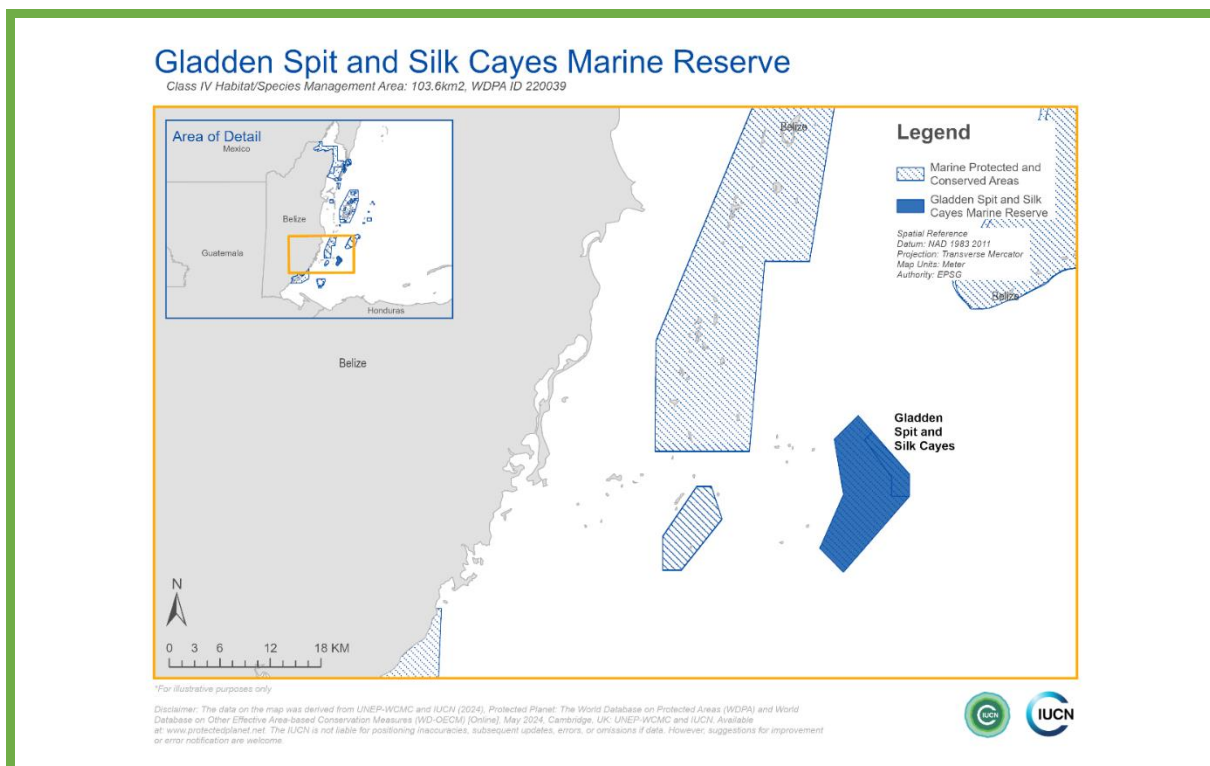 Gladden Spit and Silk Cayes Marine Reserve
Class IV Habitat/Species Management Area: 103.6km2, WDPA ID 220039
Area of Detail
Mexico
Belize
Guatemala
Honduras
Belize
Belize
Legend
Marine Protected and
Conserved Areas
Gladden Spit and Silk
Cayes Marine Reserve
Spatial Reference
Datum: NAD 1983 2011
Projection: Transverse Mercator
Map Units: Meter
Authority: EPSG
Belize
Gladden
Spit and
Silk Cayes
N
0 3 6 12 18 KM
*For illustrative purposes only
Disclaimer: The data on the map was derived from UNEP-WCMC and IUCN (2024), Protected Planet: The World Database on Protected Areas (WDPA) and World
Database on Other Effective Area-based Conservation Measures (WD-OECM) [Online], May 2024, Cambridge, UK: UNEP-WCMC and IUCN. Available
at: www.protectedplanet.net. The IUCN is not liable for positioning inaccuracies, subsequent updates, errors, or omissions if data. However, suggestions for improvement
or error notification are welcome.
IUCN
IUCN